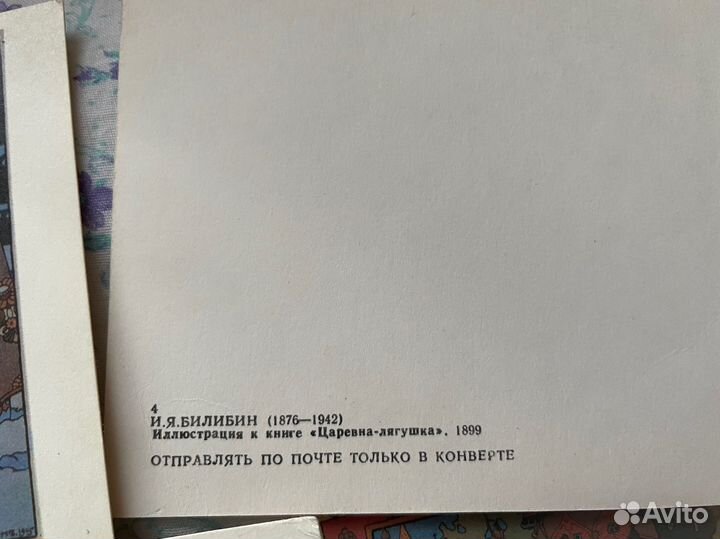 4
И.Я.БИЛИБИН (1876—1942)
Иллюстрация к книге «Царевна-лягушка». 1899
ОТПРАВЛЯТЬ ПО ПОЧТЕ ТОЛЬКО В КОНВЕРТЕ
Avito